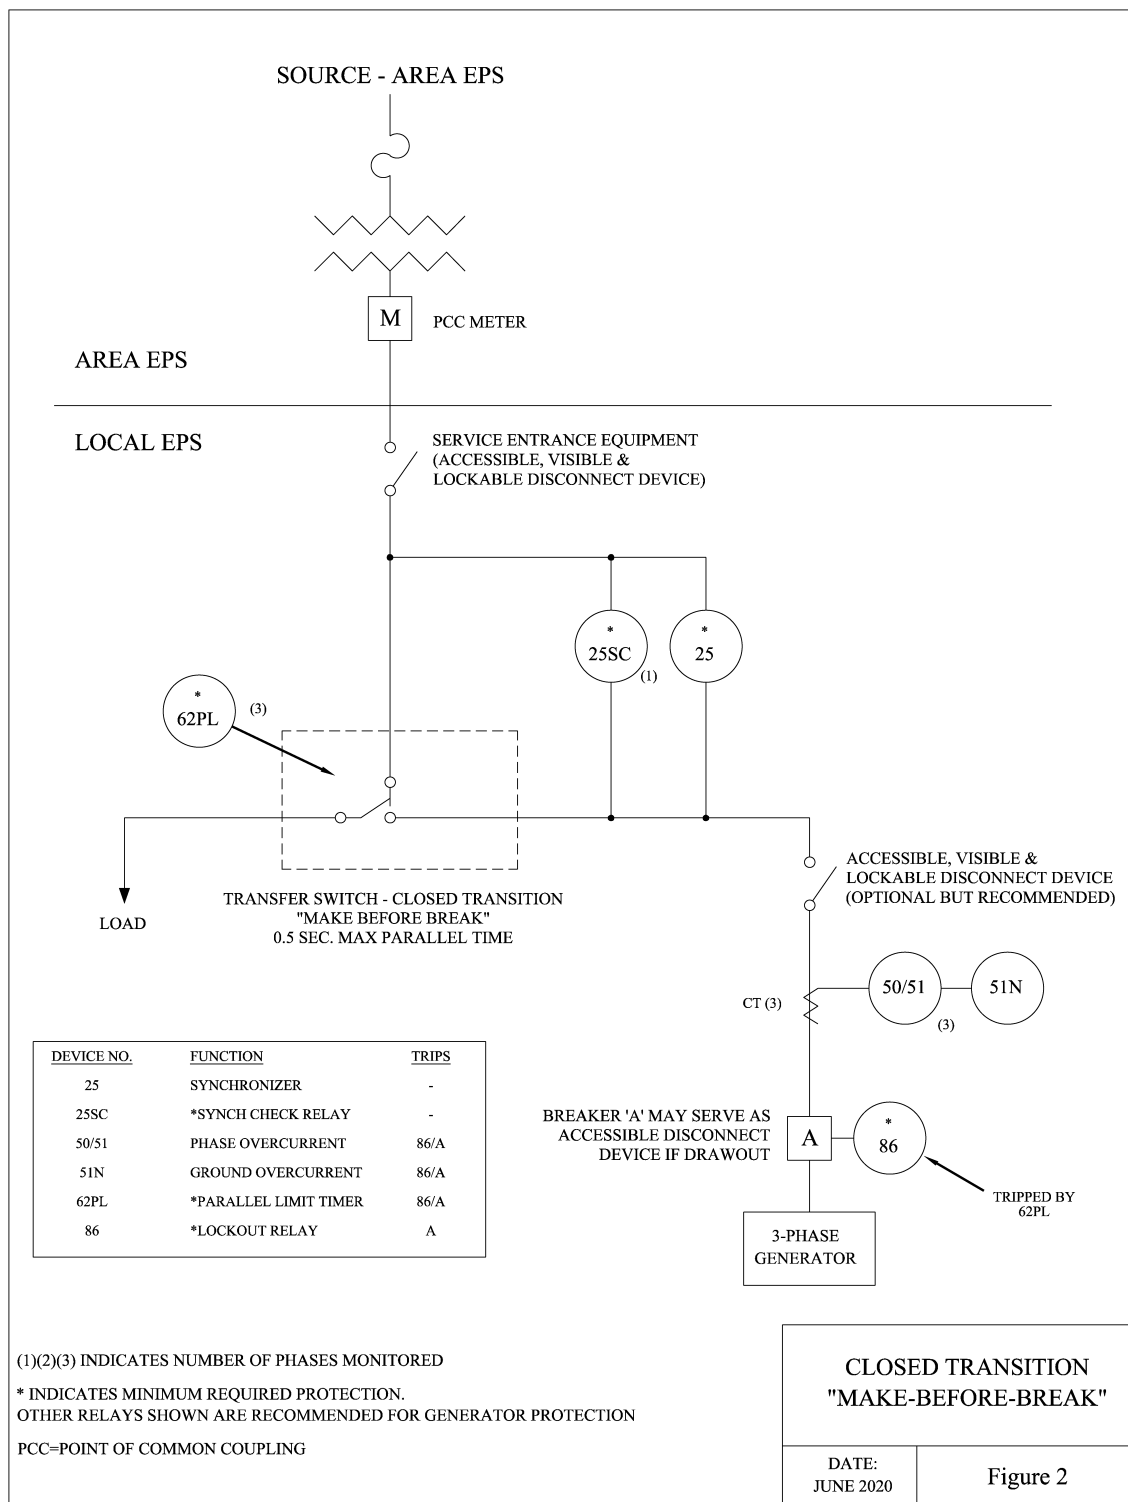 SOURCE - AREA EPS
M
PCC METER
AREA EPS
LOCAL EPS
SERVICE ENTRANCE EQUIPMENT
(ACCESSIBLE, VISIBLE &
LOCKABLE DISCONNECT DEVICE)
*
25SC
(1)
*
25
*
62PL
(3)
LOAD
TRANSFER SWITCH - CLOSED TRANSITION
"MAKE BEFORE BREAK"
0.5 SEC. MAX PARALLEL TIME
ACCESSIBLE, VISIBLE &
LOCKABLE DISCONNECT DEVICE
(OPTIONAL BUT RECOMMENDED)
CT (3)
50/51
(3)
51N
BREAKER 'A' MAY SERVE AS
ACCESSIBLE DISCONNECT
DEVICE IF DRAWOUT
A
*
86
TRIPPED BY
62PL
3-PHASE
GENERATOR
DEVICE NO. FUNCTION TRIPS
25 SYNCHRONIZER -
25SC *SYNCH CHECK RELAY -
50/51 PHASE OVERCURRENT 86/A
51N GROUND OVERCURRENT 86/A
62PL *PARALLEL LIMIT TIMER 86/A
86 *LOCKOUT RELAY A
(1)(2)(3) INDICATES NUMBER OF PHASES MONITORED
* INDICATES MINIMUM REQUIRED PROTECTION.
OTHER RELAYS SHOWN ARE RECOMMENDED FOR GENERATOR PROTECTION
PCC=POINT OF COMMON COUPLING
CLOSED TRANSITION
"MAKE-BEFORE-BREAK"
DATE:
JUNE 2020
Figure 2